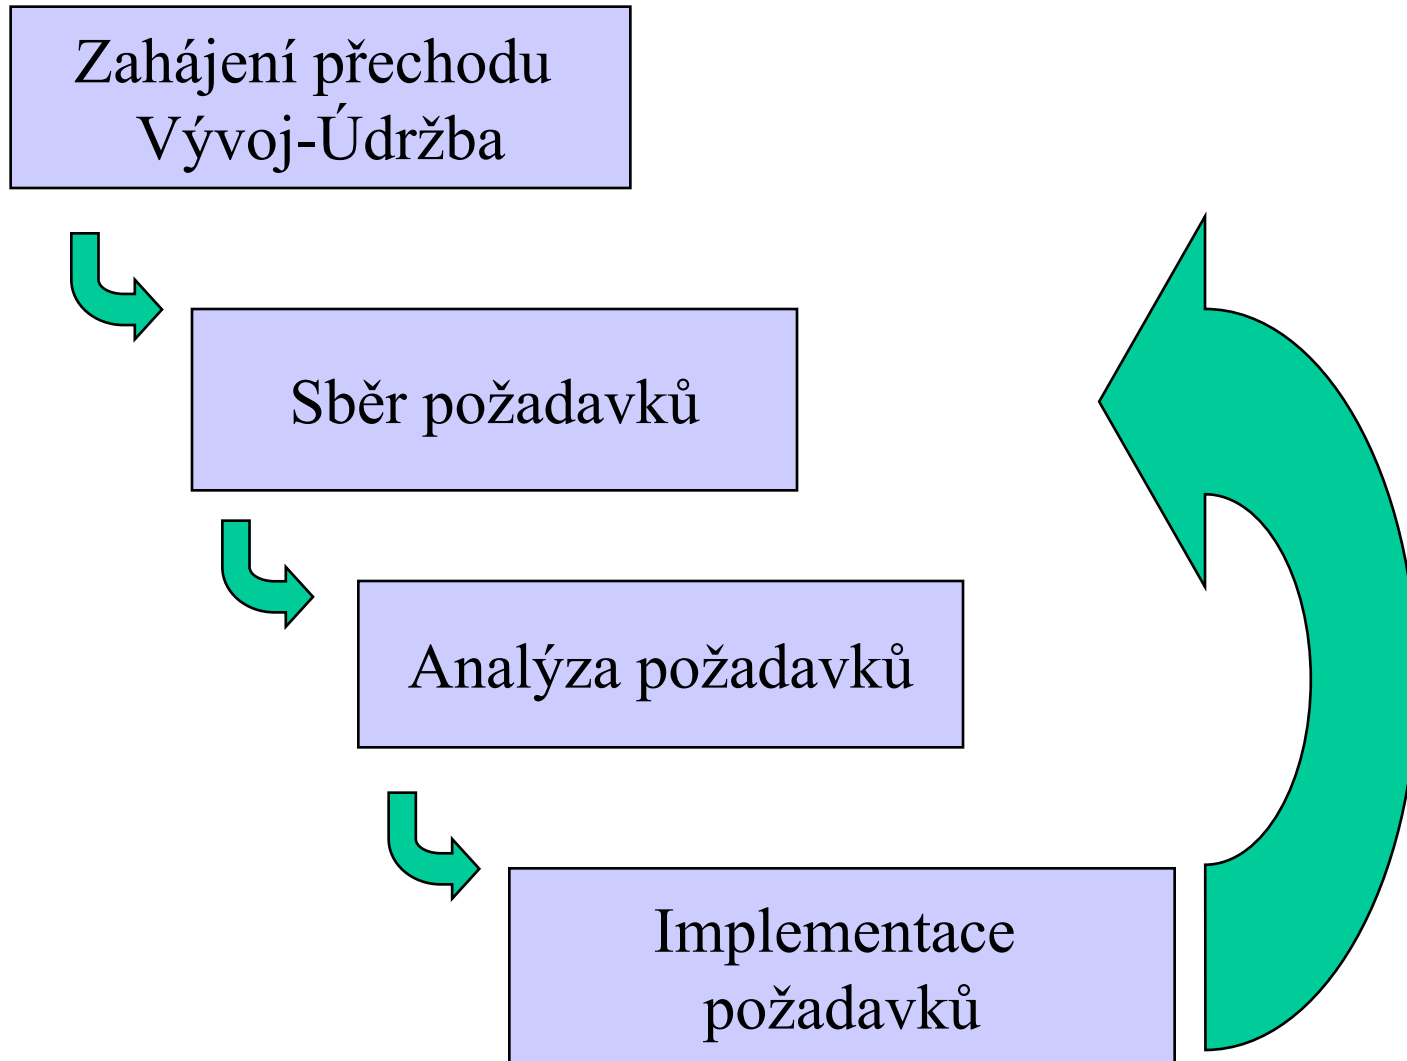 Zahájení přechodu
Vývoj-Údržba
Sběr požadavků
Analýza požadavků
Implementace
požadavků